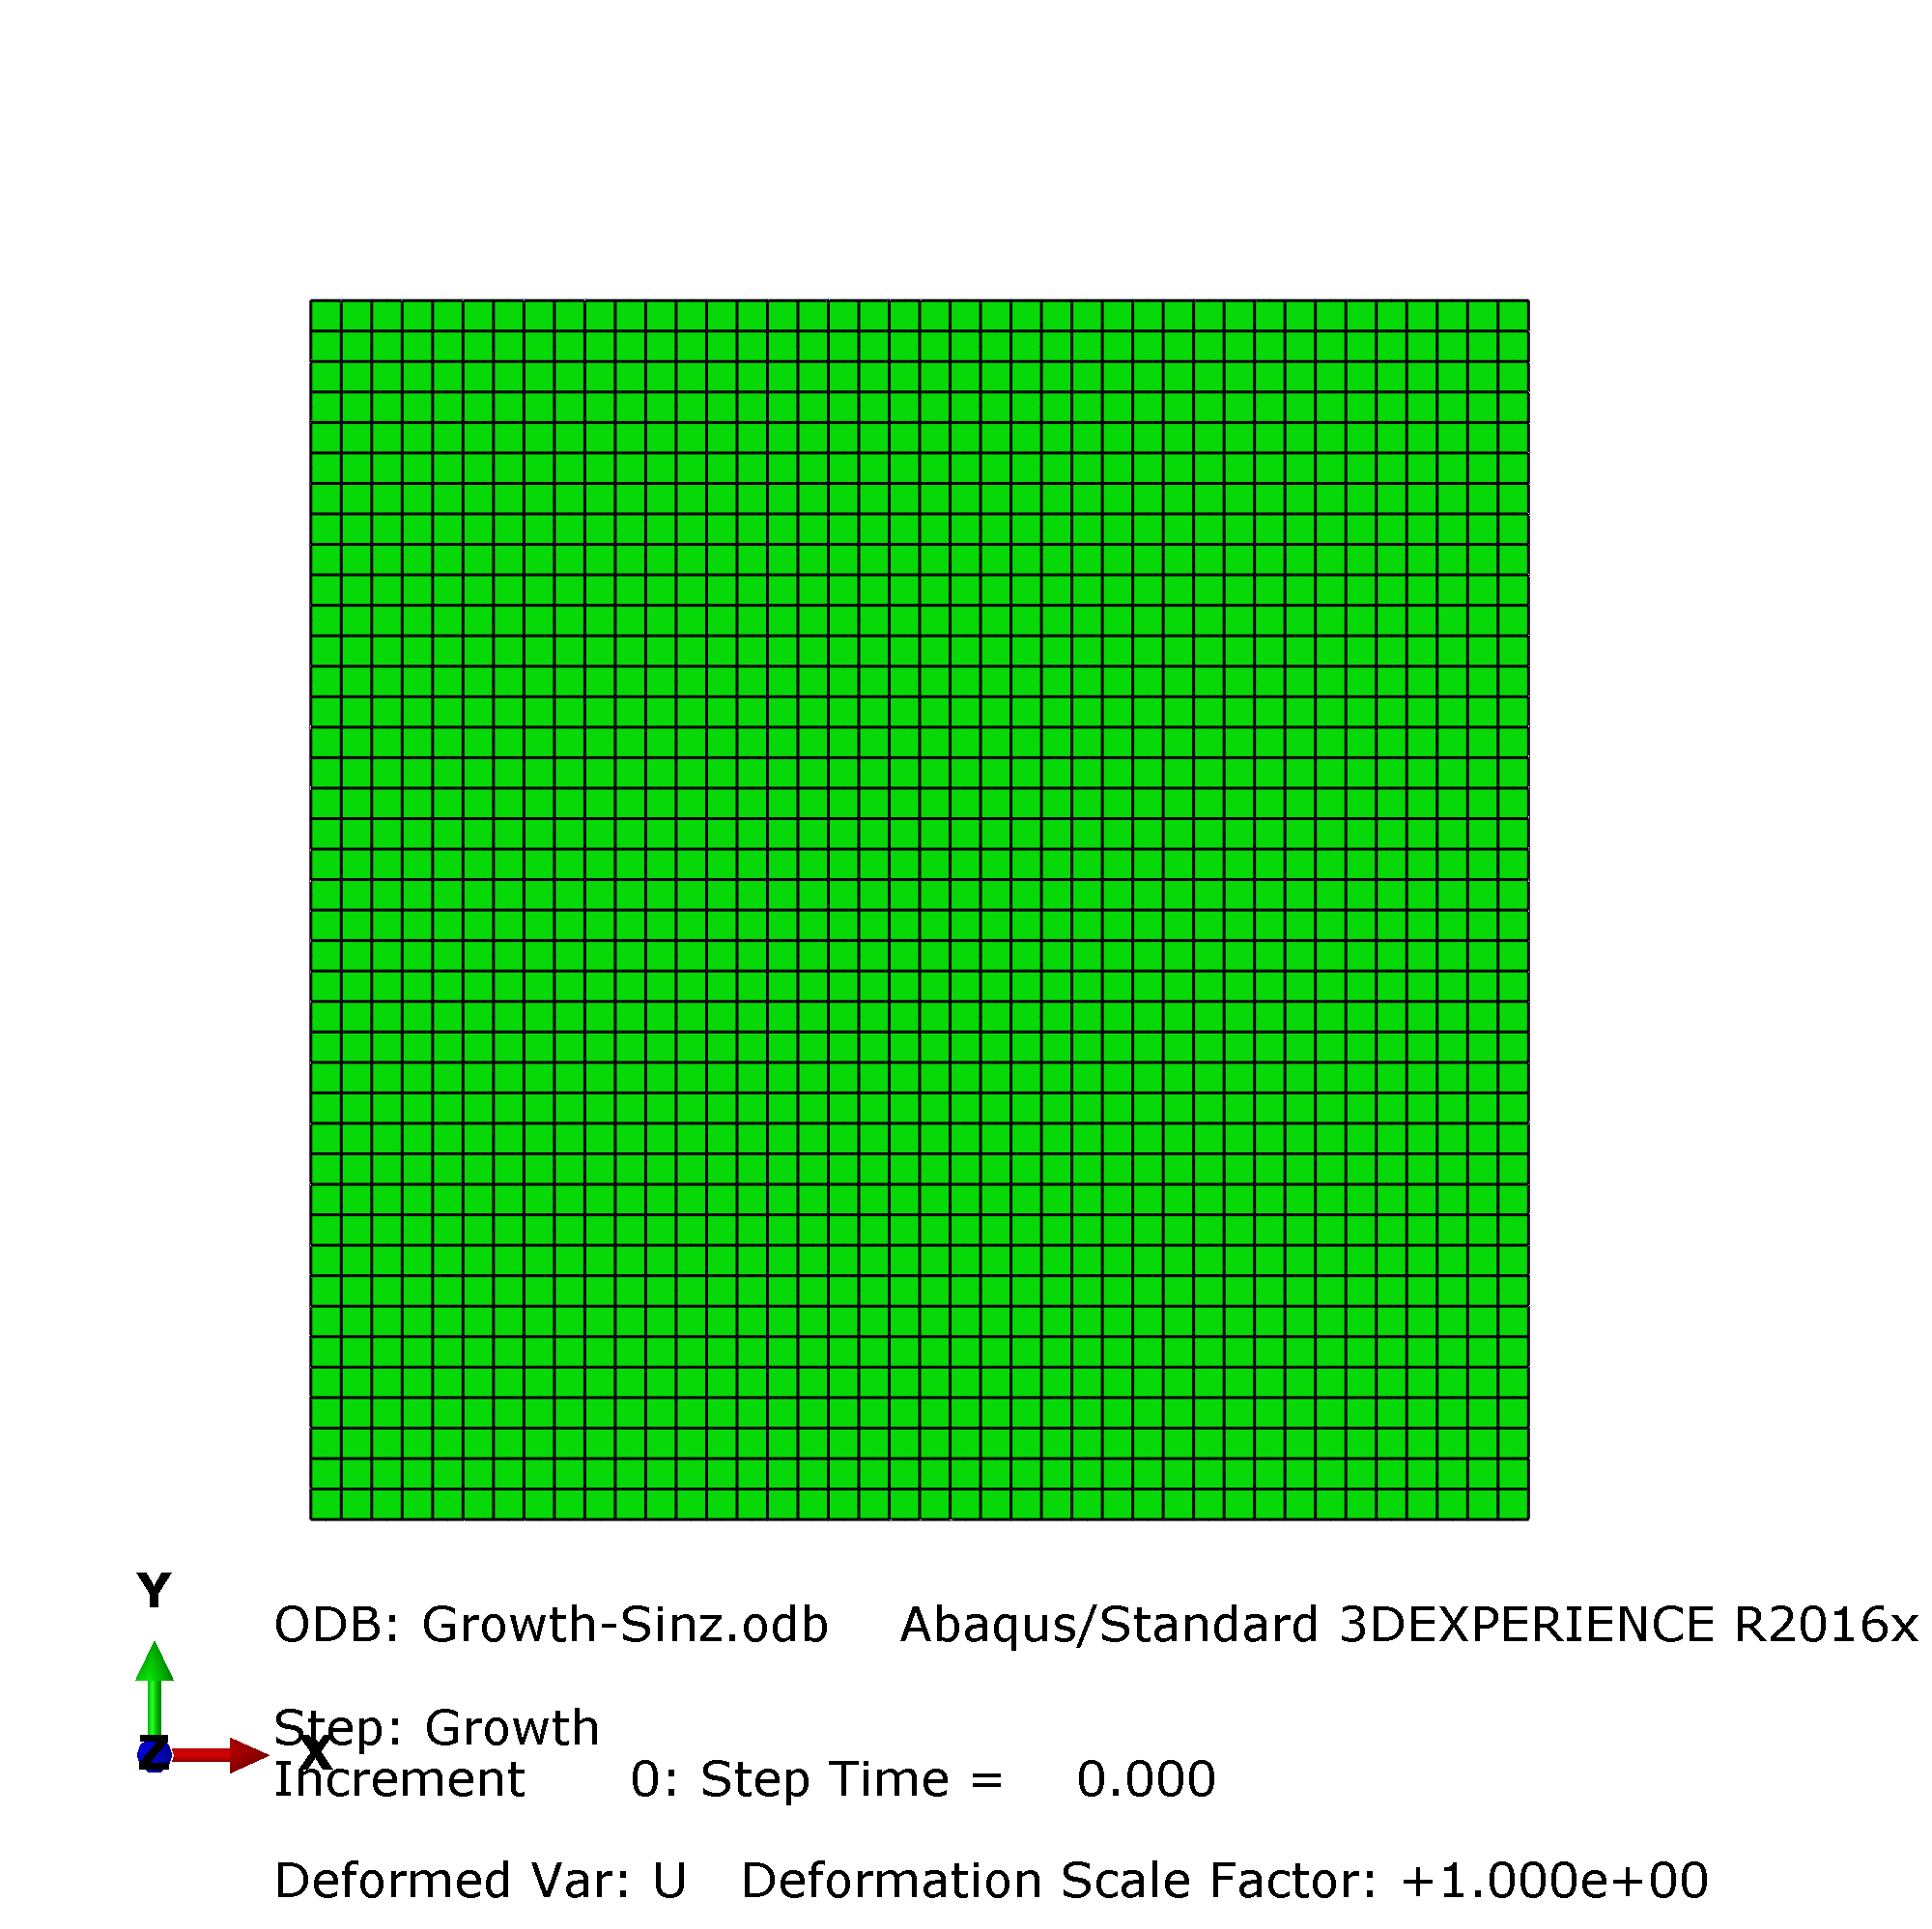 Y
ODB: Growth-Sinz.odb Abaqus/Standard 3DEXPERIENCE R2016x
Step: Growth
Z X
Increment 0: Step Time = 0.000
Deformed Var: U Deformation Scale Factor: +1.000e+00